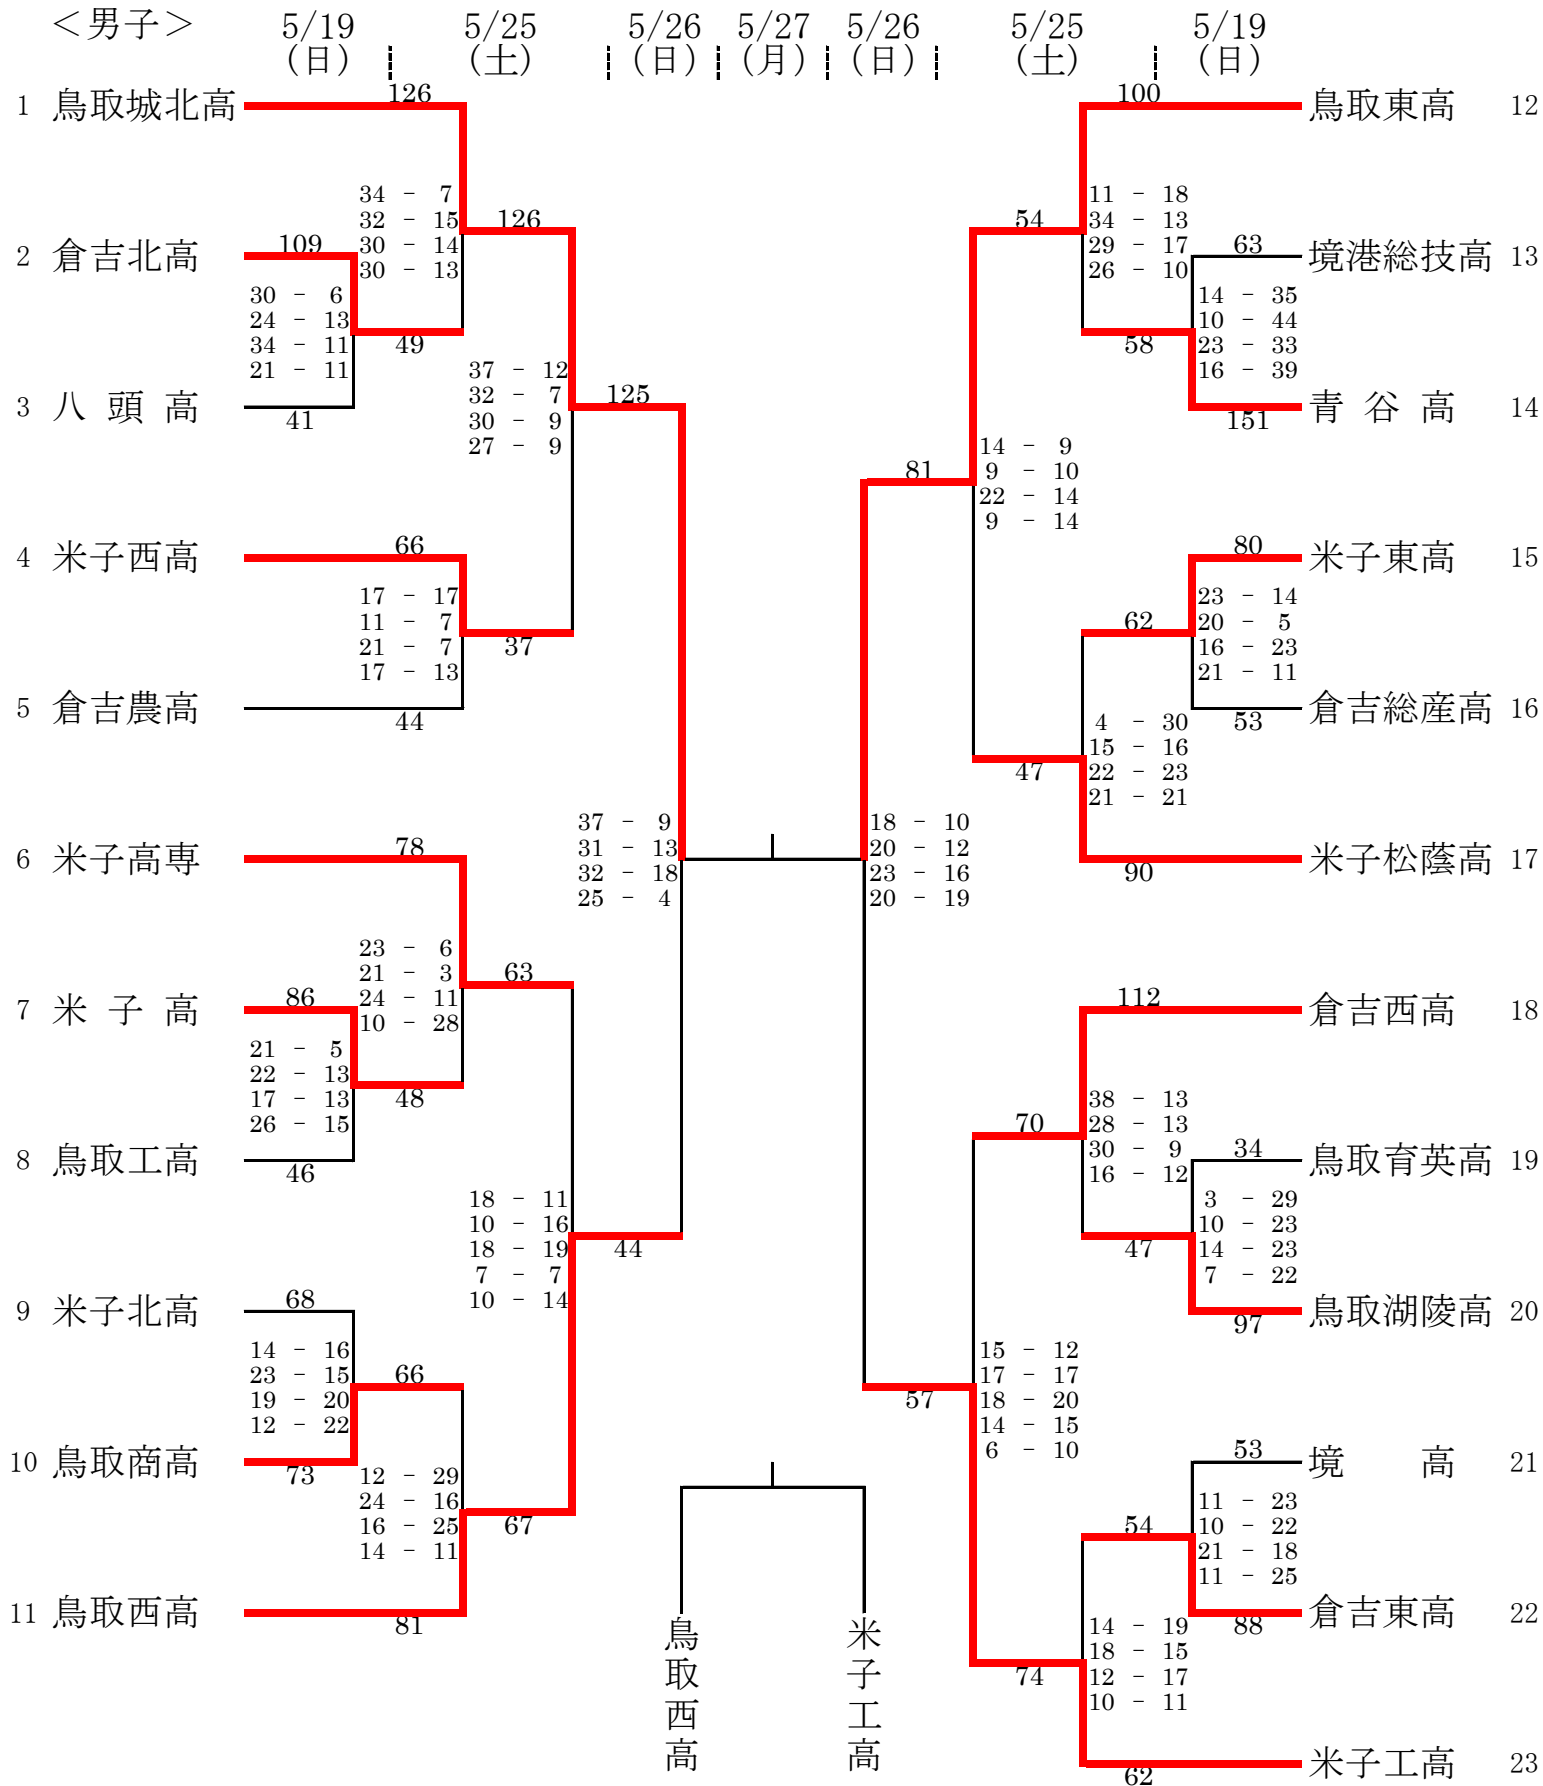 ＜男子＞ 5/19 5/25 5/26 5/27 5/26 5/25 5/19
(日) (土) (日) (月) (日) (土) (日)
1 鳥取城北高 126
100 鳥取東高 12
34 - 7
32 - 15
30 - 14
30 - 13
126
54
11 - 18
34 - 13
29 - 17
26 - 10
2 倉吉北高 109
63 境港総技高 13
30 - 6
24 - 13
34 - 11
21 - 11
49
58
14 - 35
10 - 44
23 - 33
16 - 39
3 八頭高 41
151 青谷高 14
37 - 12
32 - 7
30 - 9
27 - 9
125
81
14 - 9
9 - 10
22 - 14
9 - 14
4 米子西高 66
80 米子東高 15
17 - 17
11 - 7
21 - 7
17 - 13
37
62
23 - 14
20 - 5
16 - 23
21 - 11
5 倉吉農高 44
53 倉吉総産高 16
47
4 - 30
15 - 16
22 - 23
21 - 21
6 米子高専 78
90 米子松蔭高 17
37 - 9
31 - 13
32 - 18
25 - 4
18 - 10
20 - 12
23 - 16
20 - 19
23 - 6
21 - 3
24 - 11
10 - 28
63
7 米子高 86
112 倉吉西高 18
21 - 5
22 - 13
17 - 13
26 - 15
48
70
38 - 13
28 - 13
30 - 9
16 - 12
8 鳥取工高 46
34 鳥取育英高 19
18 - 11
10 - 16
18 - 19
7 - 7
10 - 14
44
47
3 - 29
10 - 23
14 - 23
7 - 22
9 米子北高 68
97 鳥取湖陵高 20
14 - 16
23 - 15
19 - 20
12 - 22
66
57
15 - 12
17 - 17
18 - 20
14 - 15
6 - 10
10 鳥取商高 73
53 境高 21
12 - 29
24 - 16
16 - 25
14 - 11
67
54
11 - 23
10 - 22
21 - 18
11 - 25
11 鳥取西高 81
88 倉吉東高 22
鳥取西高
米子工高
74
14 - 19
18 - 15
12 - 17
10 - 11
62 米子工高 23